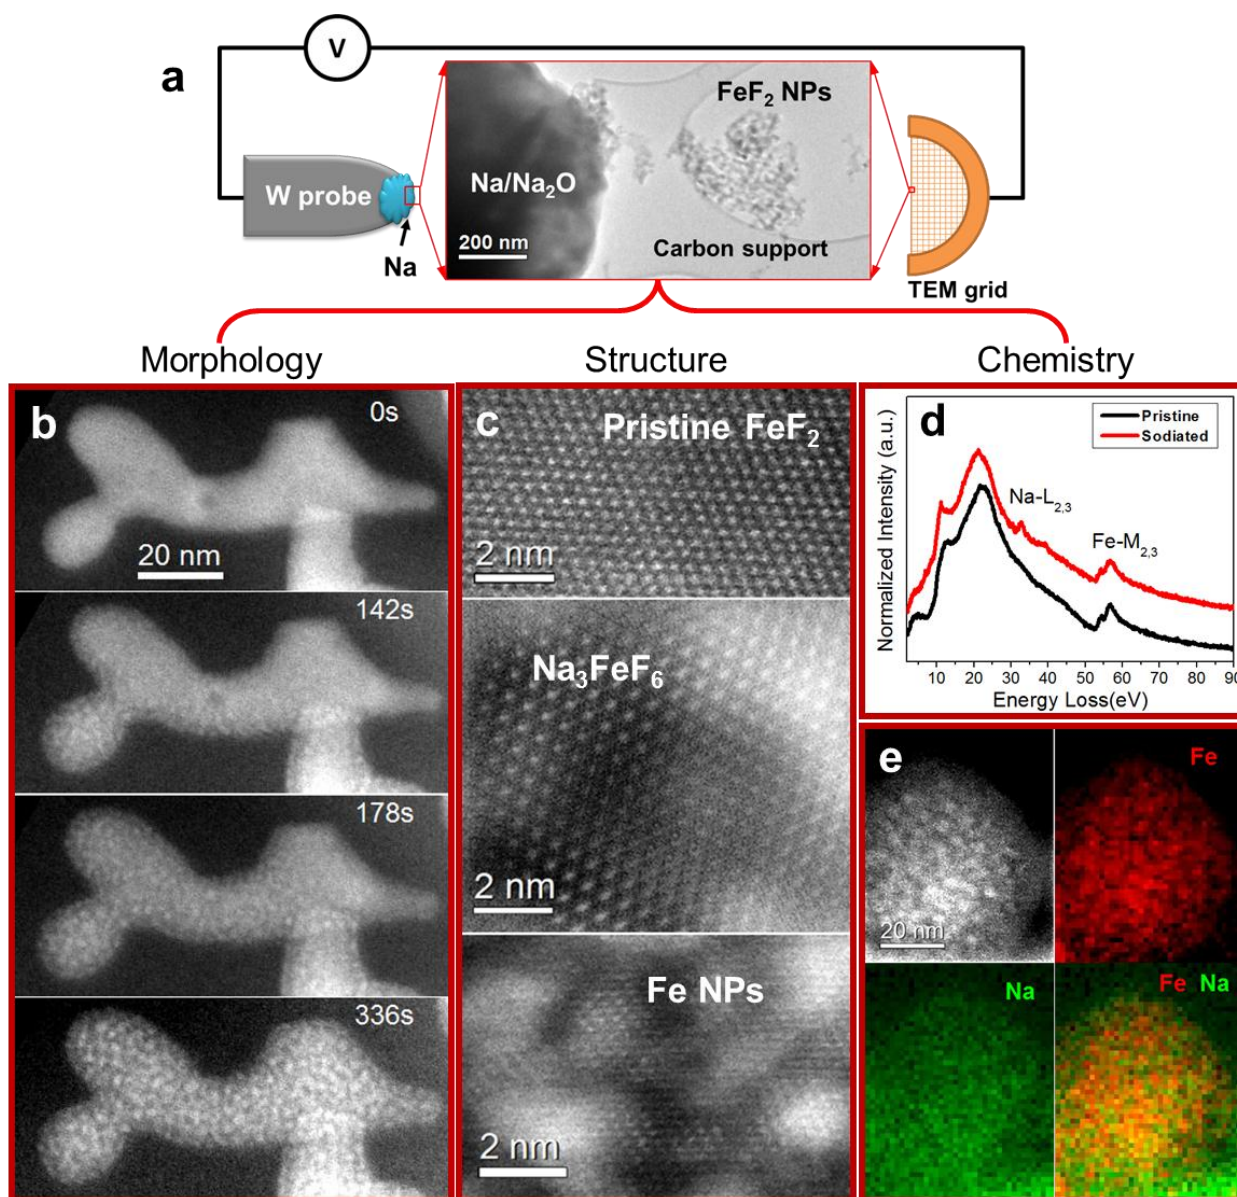 a
V
W probe
Na
Na/Na₂O
200 nm
FeF₂ NPs
Carbon support
TEM grid
Morphology
Structure
Chemistry
b
0s
20 nm
142s
178s
336s
c
Pristine FeF₂
2 nm
Na₃FeF₆
2 nm
Fe NPs
2 nm
d
Normalized Intensity (a.u.)
Pristine
Sodiated
Na-L₂,₃
Fe-M₂,₃
10 20 30 40 50 60 70 80 90
Energy Loss(eV)
e
20 nm
Fe
Na
Fe Na